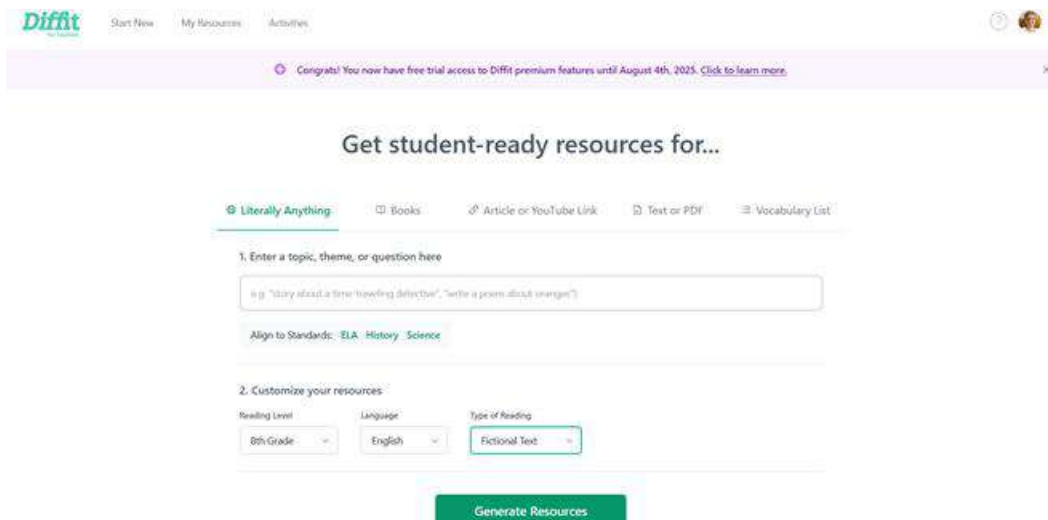 Diffit
for Teachers
Start New My Resources Activities
?
Congrats! You now have free trial access to Diffit premium features until August 4th, 2025. Click to learn more.
Get student-ready resources for...
Literally Anything Books Article or YouTube Link Text or PDF Vocabulary List
1. Enter a topic, theme, or question here
e.g. "story about a time traveling detective", "write a poem about oranges")
Align to Standards: ELA History Science
2. Customize your resources
Reading Level Language Type of Reading
8th Grade English Fictional Text
Generate Resources